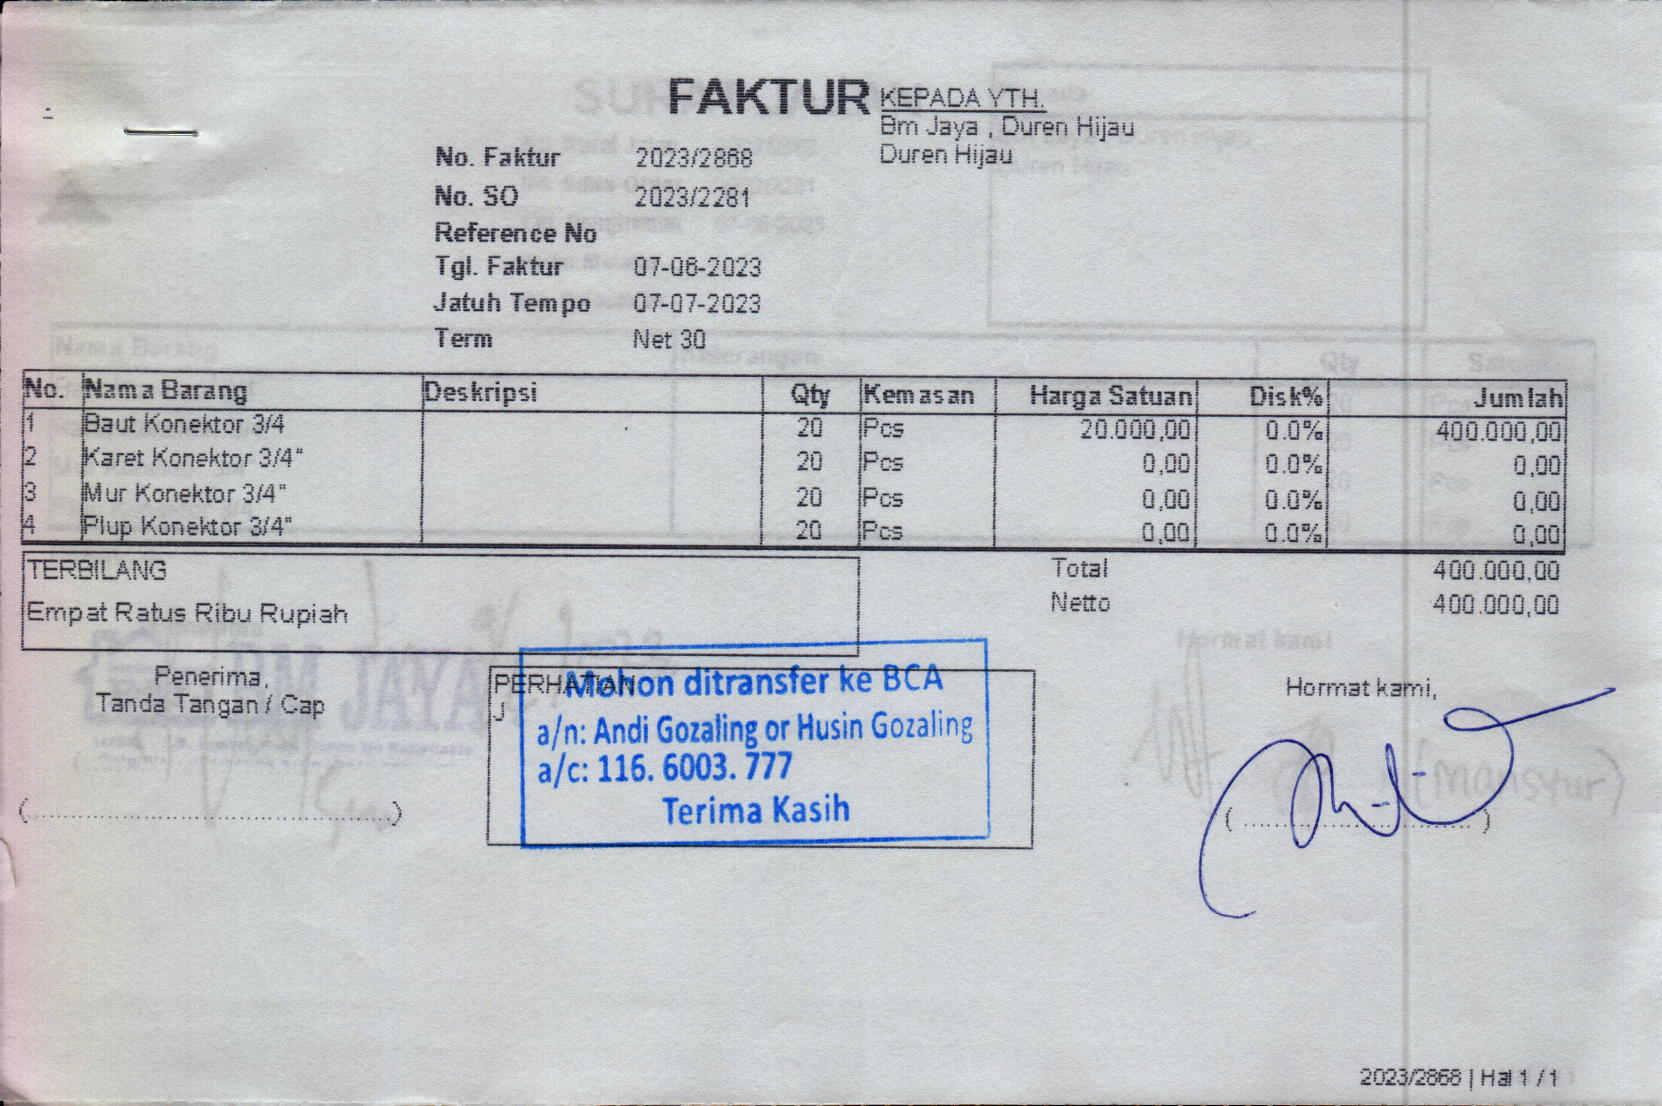 FAKTUR
KEPADA YTH.
Bm Jaya , Duren Hijau
Duren Hijau
No. Faktur 2023/2868
No. SO 2023/2281
Reference No
Tgl. Faktur 07-06-2023
Jatuh Tempo 07-07-2023
Term Net 30
No. Nama Barang Deskripsi Qty Kemasan Harga Satuan Disk% Jumlah
1 Baut Konektor 3/4 20 Pcs 20.000,00 0.0% 400.000,00
2 Karet Konektor 3/4" 20 Pcs 0,00 0.0% 0,00
3 Mur Konektor 3/4" 20 Pcs 0,00 0.0% 0,00
4 Plup Konektor 3/4" 20 Pcs 0,00 0.0% 0,00
TERBILANG
Empat Ratus Ribu Rupiah
Total 400.000,00
Netto 400.000,00
Penerima,
Tanda Tangan / Cap
(..............................................)
PERHATIAN
J
Mohon ditransfer ke BCA
a/n: Andi Gozaling or Husin Gozaling
a/c: 116. 6003. 777
Terima Kasih
Hormat kami,
(..............................)
2023/2868 | Hal 1 / 1